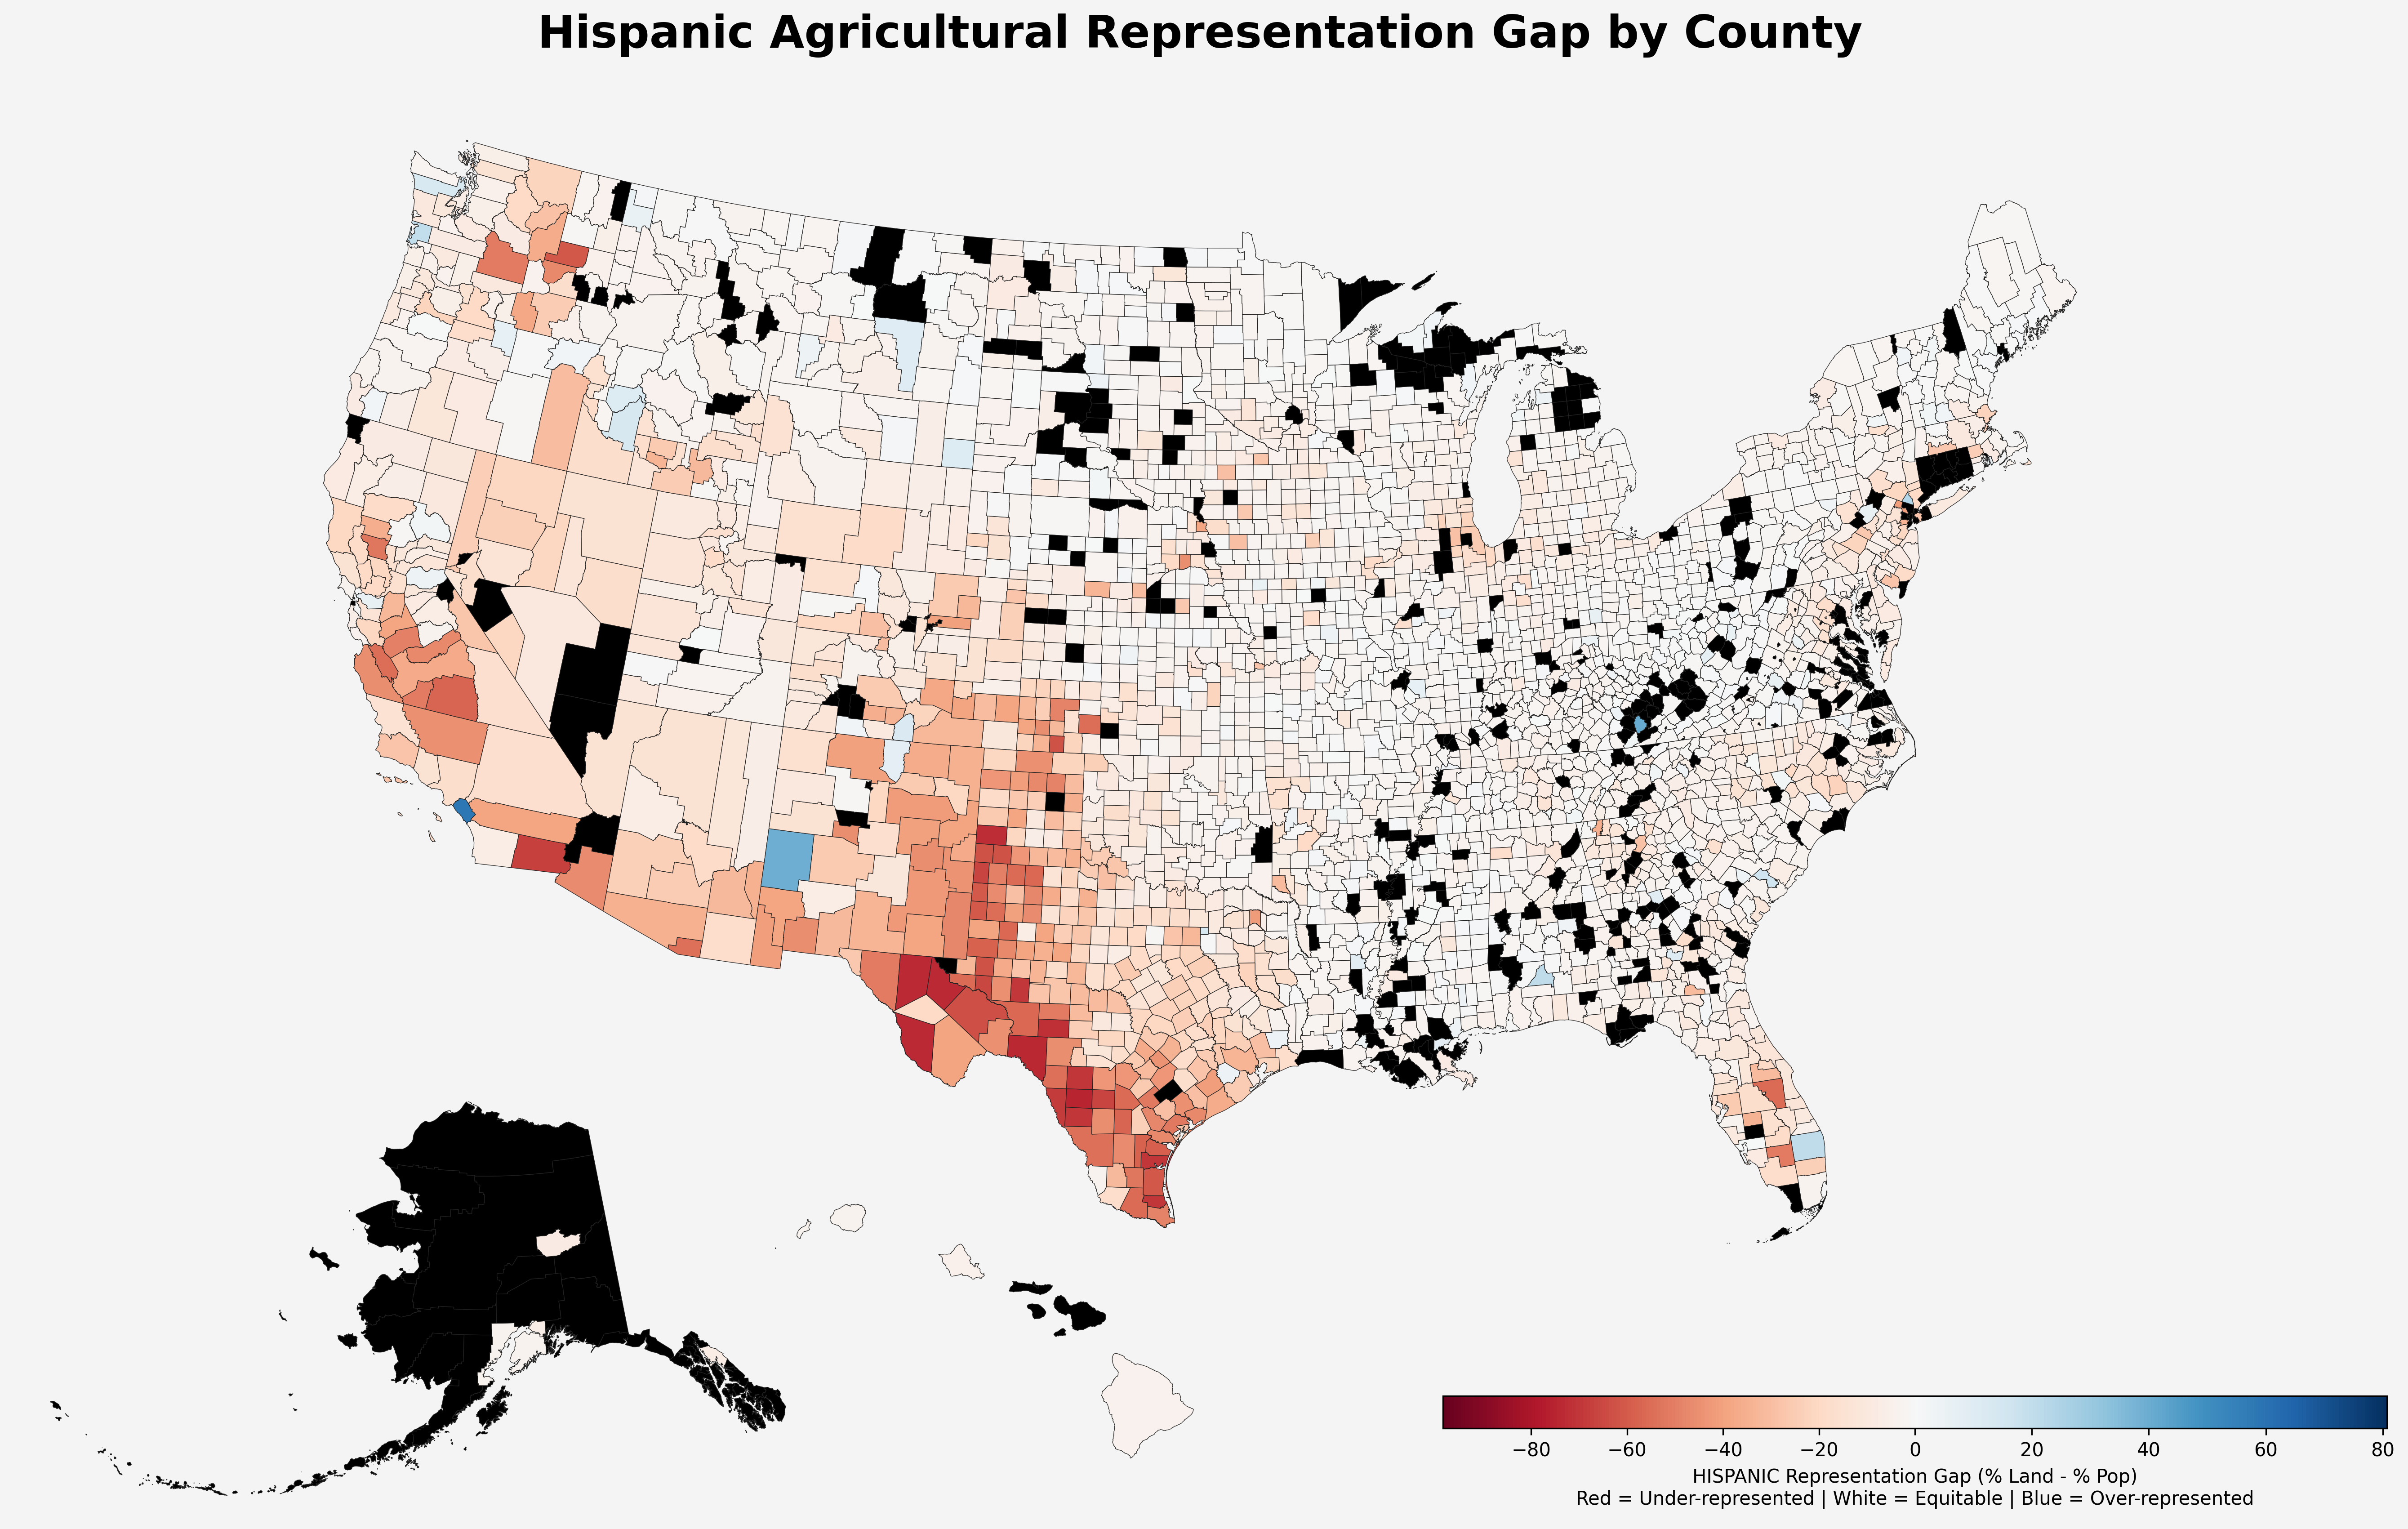 Hispanic Agricultural Representation Gap by County
−80 −60 −40 −20 0 20 40 60 80
HISPANIC Representation Gap (% Land - % Pop)
Red = Under-represented | White = Equitable | Blue = Over-represented